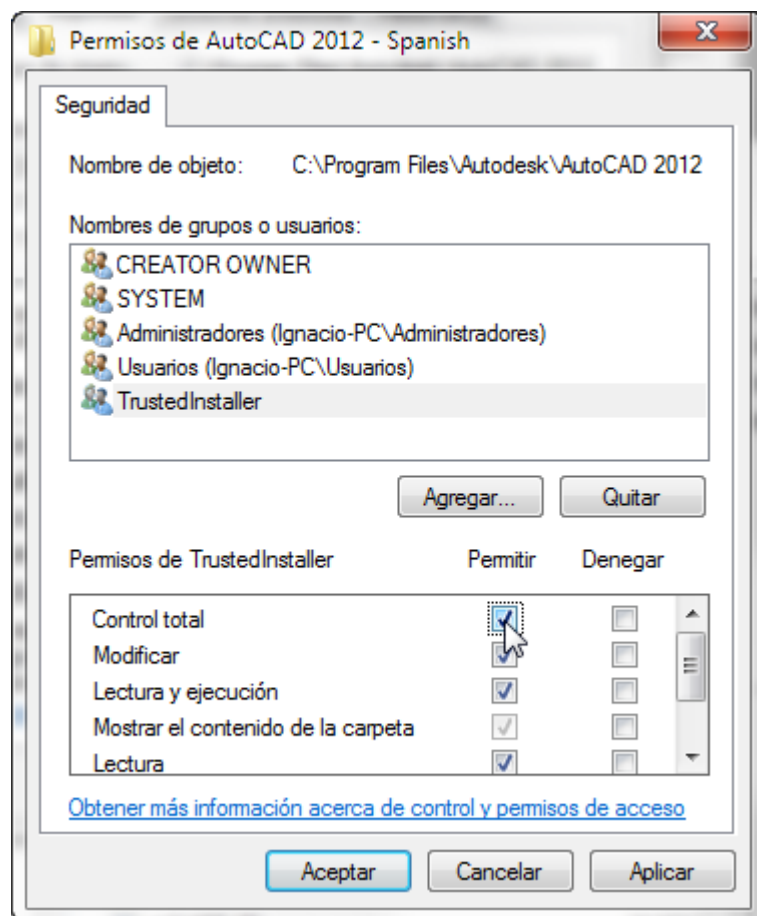 Permisos de AutoCAD 2012 - Spanish
Seguridad
Nombre de objeto: C:\Program Files\Autodesk\AutoCAD 2012
Nombres de grupos o usuarios:
CREATOR OWNER
SYSTEM
Administradores (Ignacio-PC\Administradores)
Usuarios (Ignacio-PC\Usuarios)
TrustedInstaller
Agregar... Quitar
Permisos de TrustedInstaller Permitir Denegar
Control total
Modificar
Lectura y ejecución
Mostrar el contenido de la carpeta
Lectura
Obtener más información acerca de control y permisos de acceso
Aceptar Cancelar Aplicar